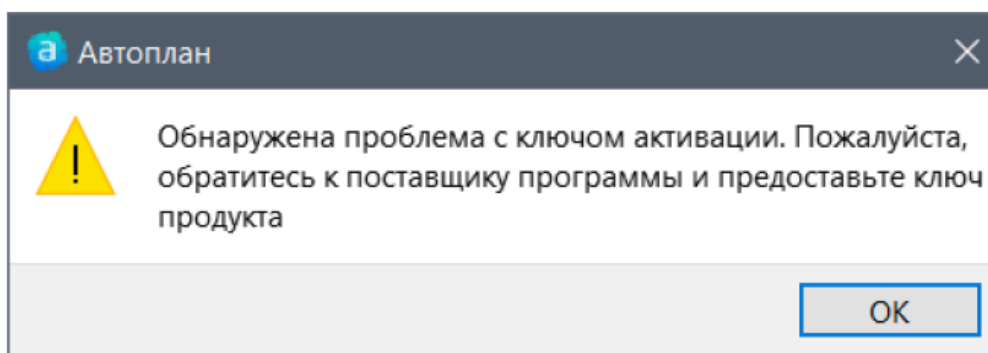 Автоплан
Обнаружена проблема с ключом активации. Пожалуйста,
обратитесь к поставщику программы и предоставьте ключ
продукта
OK